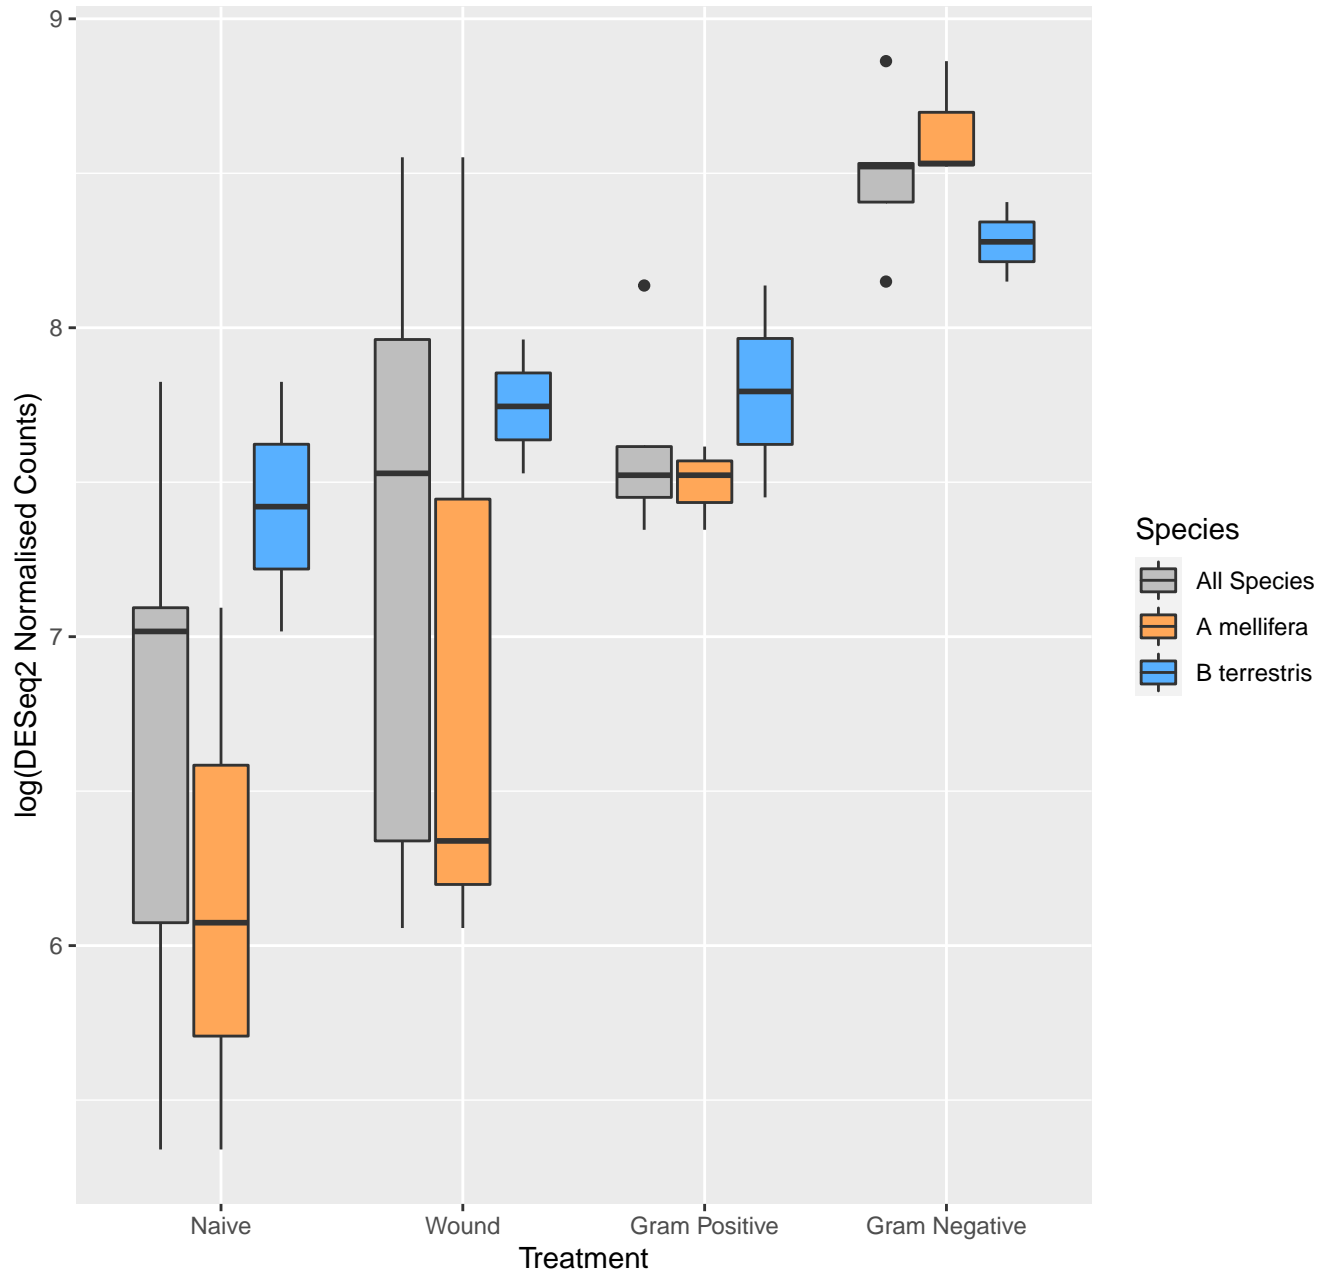 log(DESeq2 Normalised Counts)
9
8
7
6
Naive
Wound
Gram Positive
Gram Negative
Treatment
Species
All Species
A mellifera
B terrestris